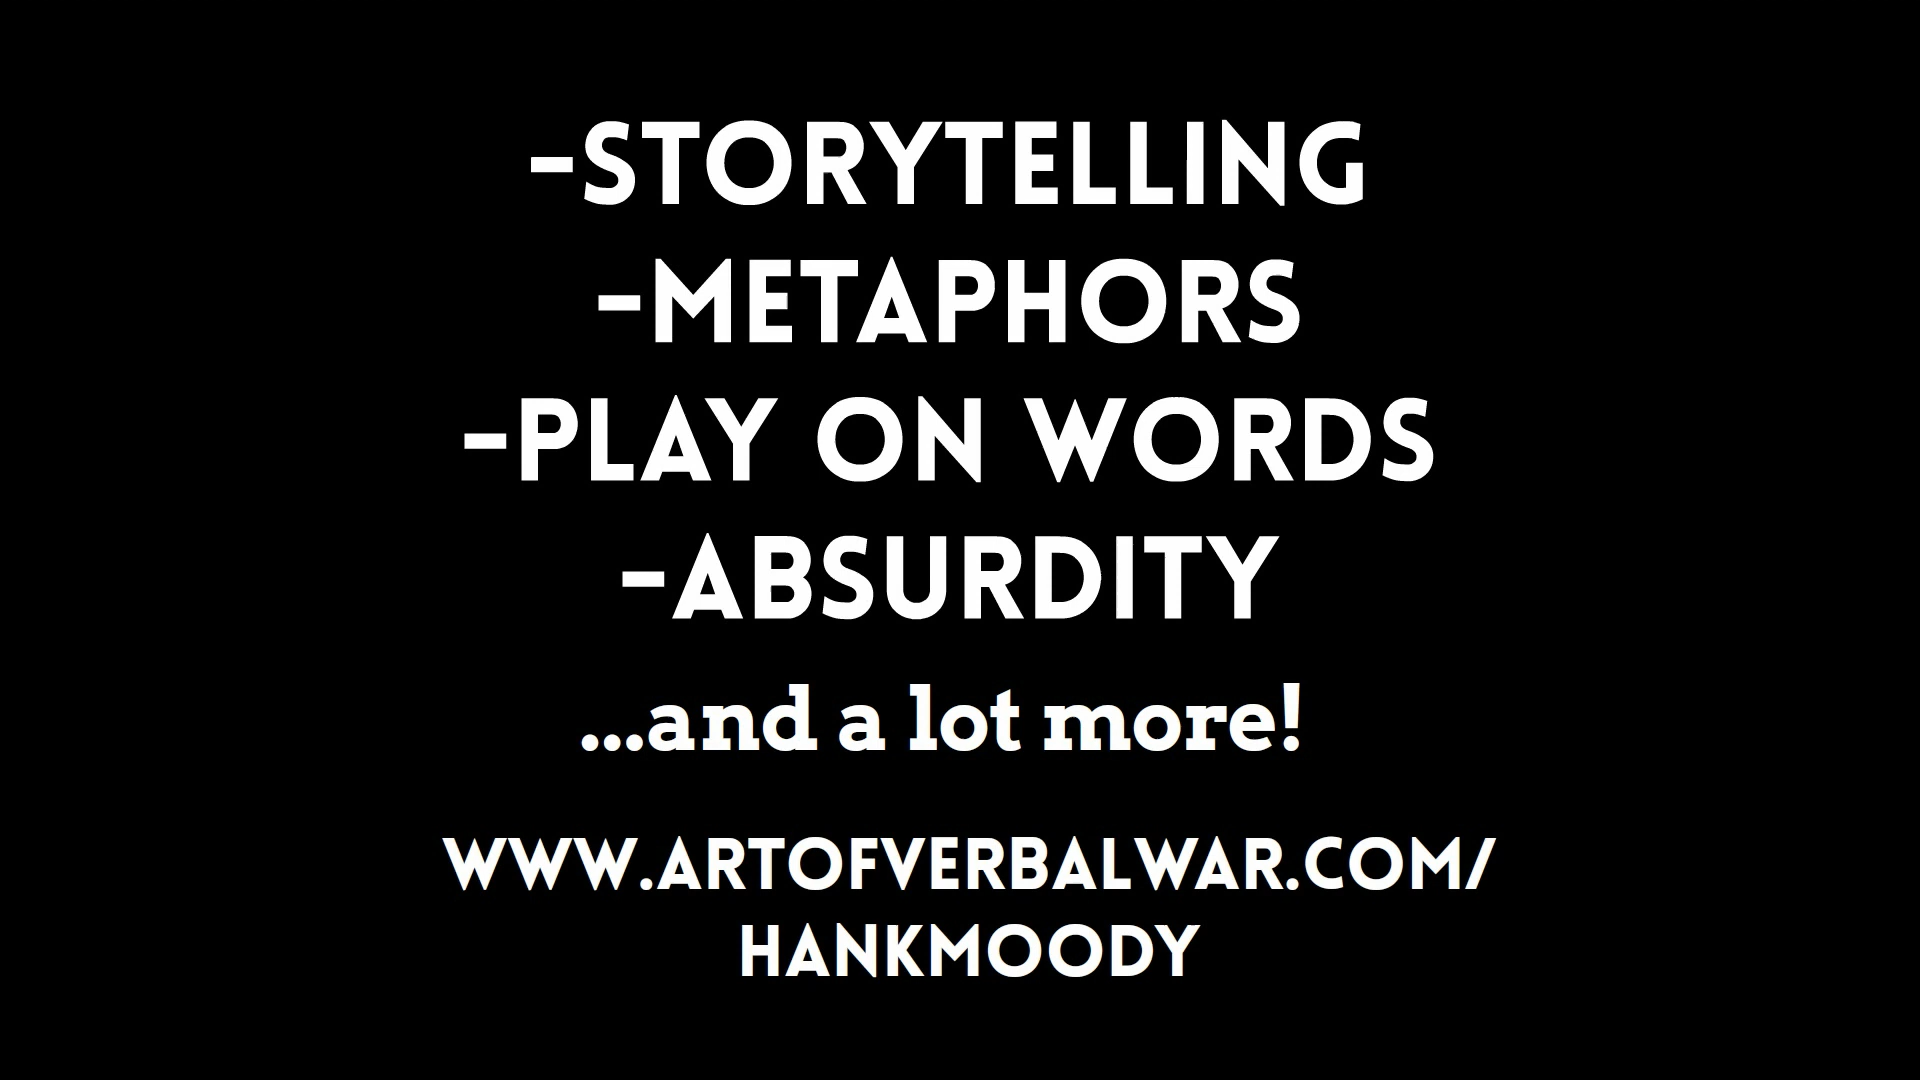 -STORYTELLING
-METAPHORS
-PLAY ON WORDS
-ABSURDITY
...and a lot more!
WWW.ARTOFVERBALWAR.COM/
HANKMOODY